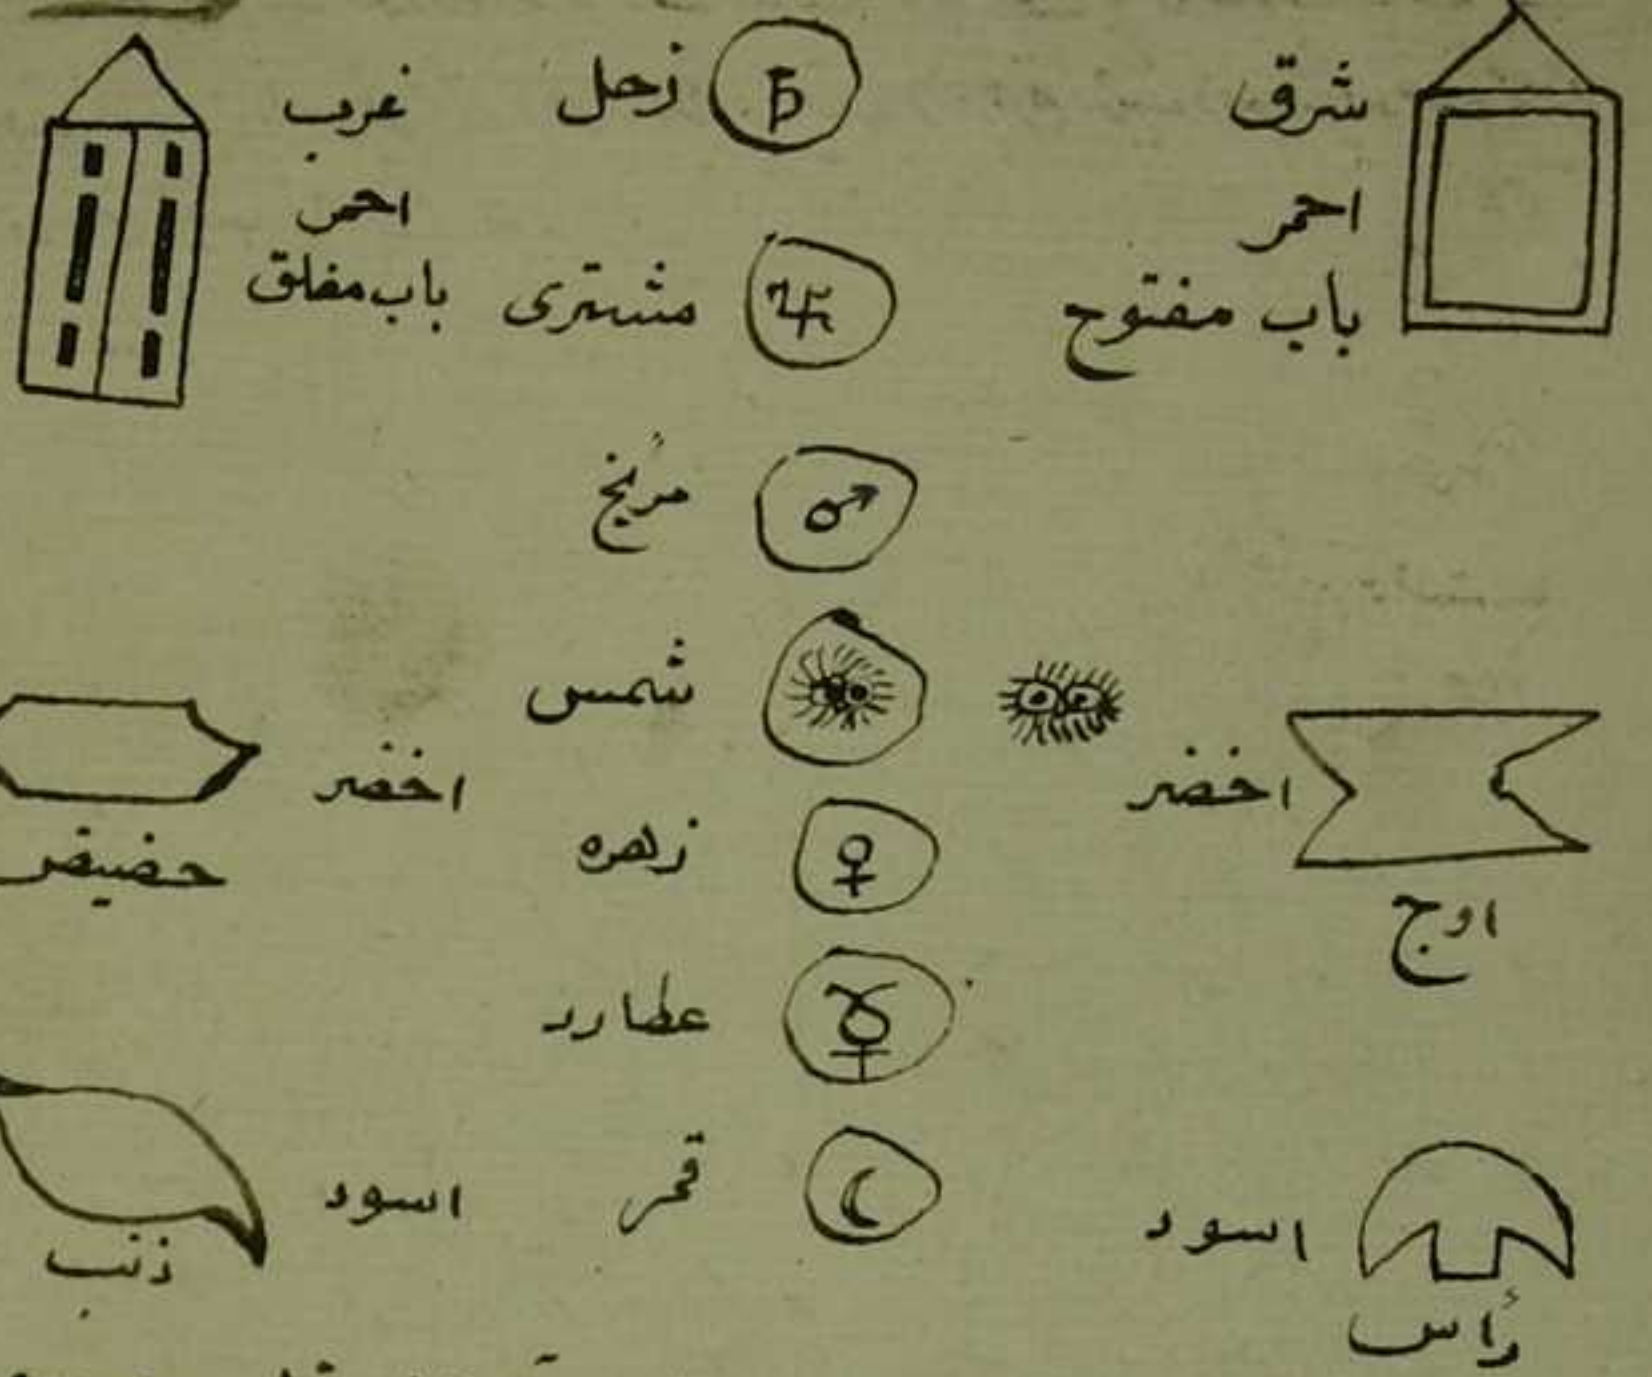 شرق
احمر
باب مفتوح
زحل
غرب
احمر
باب مغلق
مشتری
مریخ
شمس
اخضر
اوج
اخضر
حضیض
زهره
عطارد
قمر
اسود
رأس
اسود
ذنب